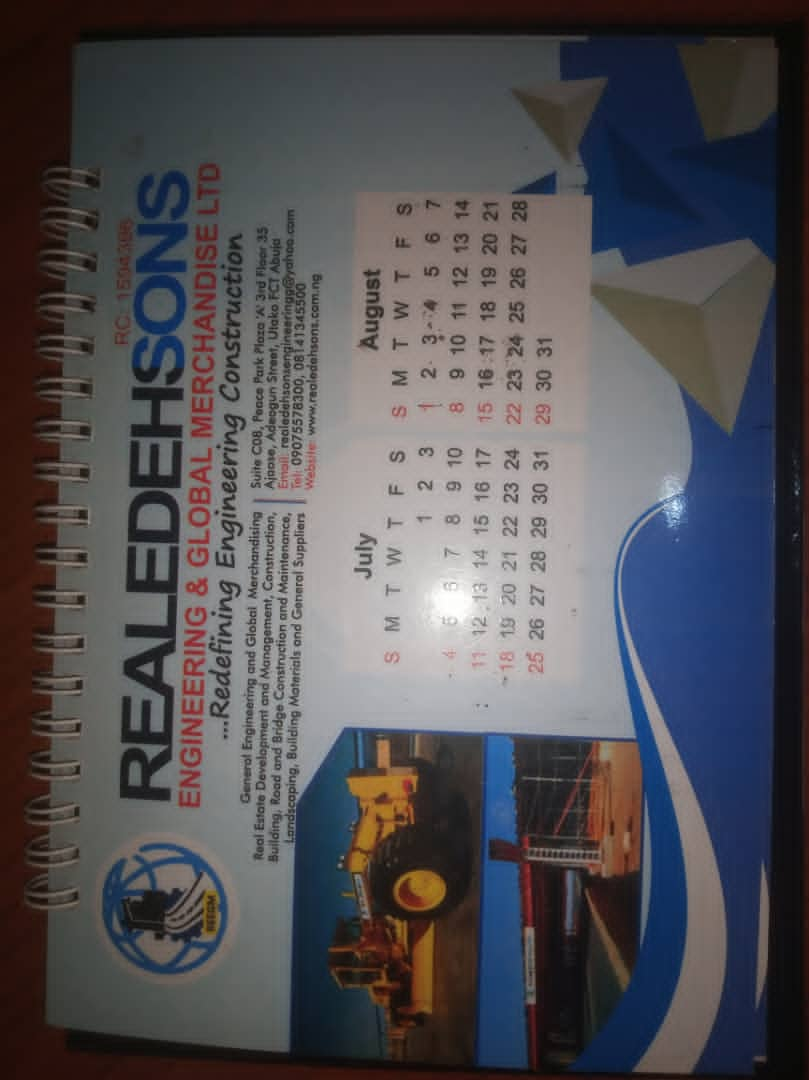 RC: 1594396
REALEDEHSONS
ENGINEERING & GLOBAL MERCHANDISE LTD
...Redefining Engineering Construction
General Engineering and Global Merchandising
Real Estate Development and Management, Construction,
Building, Road and Bridge Construction and Maintenance,
Landscaping, Building Materials and General Suppliers
Suite C08, Peace Park Plaza 'A' 3rd Floor 35
Ajaose, Adeogun Street, Utako FCT Abuja
Email: realedehsonsengineeringg@yahoo.com
Tel: 09075578300, 08141345500
Website: www.realedehsons.com.ng
REGM
July
S M T W T F S
1 2 3
4 5 6 7 8 9 10
11 12 13 14 15 16 17
18 19 20 21 22 23 24
25 26 27 28 29 30 31
August
S M T W T F S
1 2 3 4 5 6 7
8 9 10 11 12 13 14
15 16 17 18 19 20 21
22 23 24 25 26 27 28
29 30 31